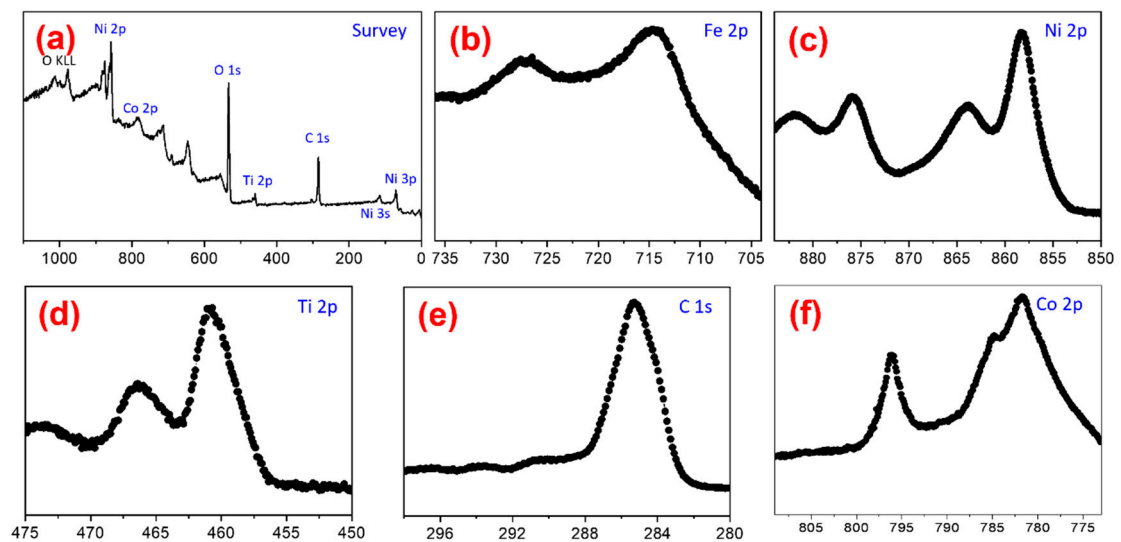 (a)
Survey
Ni 2p
O KLL
Co 2p
O 1s
Ti 2p
C 1s
Ni 3s
Ni 3p
1000 800 600 400 200 0
(b)
Fe 2p
735 730 725 720 715 710 705
(c)
Ni 2p
880 875 870 865 860 855 850
(d)
Ti 2p
475 470 465 460 455 450
(e)
C 1s
296 292 288 284 280
(f)
Co 2p
805 800 795 790 785 780 775